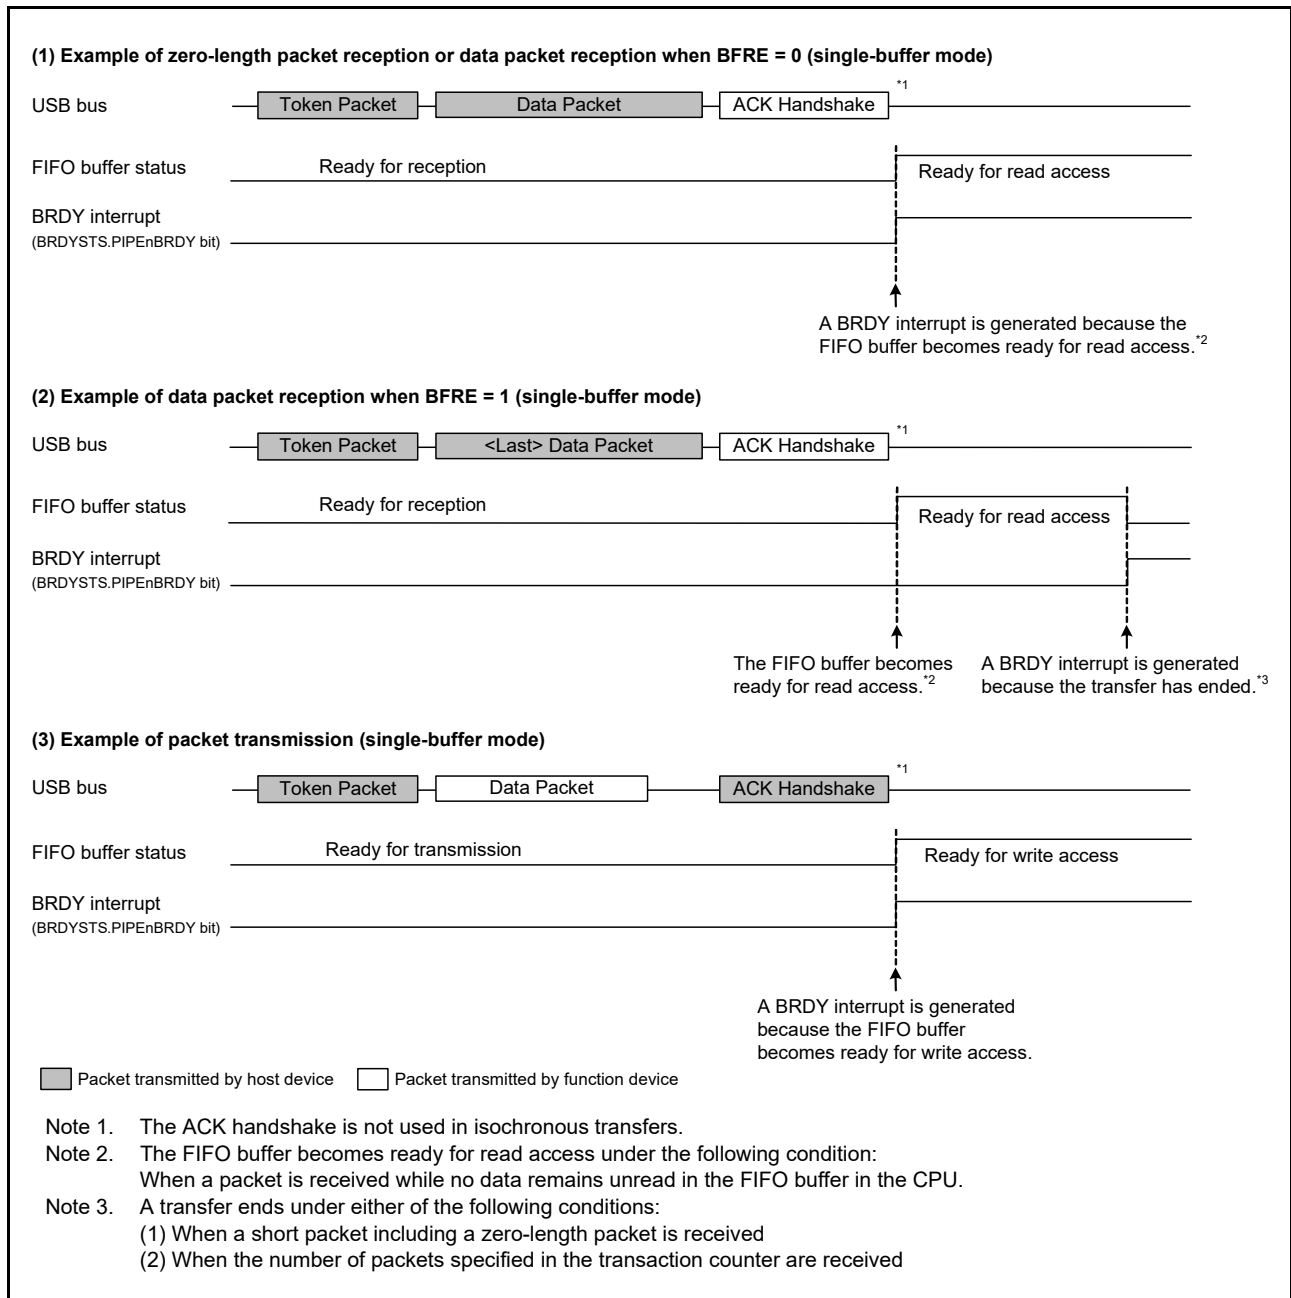 (1) Example of zero-length packet reception or data packet reception when BFRE = 0 (single-buffer mode)
USB bus
Token Packet
Data Packet
ACK Handshake
*1
FIFO buffer status
Ready for reception
Ready for read access
BRDY interrupt
(BRDYSTS.PIPEnBRDY bit)
A BRDY interrupt is generated because the
FIFO buffer becomes ready for read access.*2
(2) Example of data packet reception when BFRE = 1 (single-buffer mode)
USB bus
Token Packet
<Last> Data Packet
ACK Handshake
*1
FIFO buffer status
Ready for reception
Ready for read access
BRDY interrupt
(BRDYSTS.PIPEnBRDY bit)
The FIFO buffer becomes
ready for read access.*2
A BRDY interrupt is generated
because the transfer has ended.*3
(3) Example of packet transmission (single-buffer mode)
USB bus
Token Packet
Data Packet
ACK Handshake
*1
FIFO buffer status
Ready for transmission
Ready for write access
BRDY interrupt
(BRDYSTS.PIPEnBRDY bit)
A BRDY interrupt is generated
because the FIFO buffer
becomes ready for write access.
Packet transmitted by host device
Packet transmitted by function device
Note 1. The ACK handshake is not used in isochronous transfers.
Note 2. The FIFO buffer becomes ready for read access under the following condition:
When a packet is received while no data remains unread in the FIFO buffer in the CPU.
Note 3. A transfer ends under either of the following conditions:
(1) When a short packet including a zero-length packet is received
(2) When the number of packets specified in the transaction counter are received